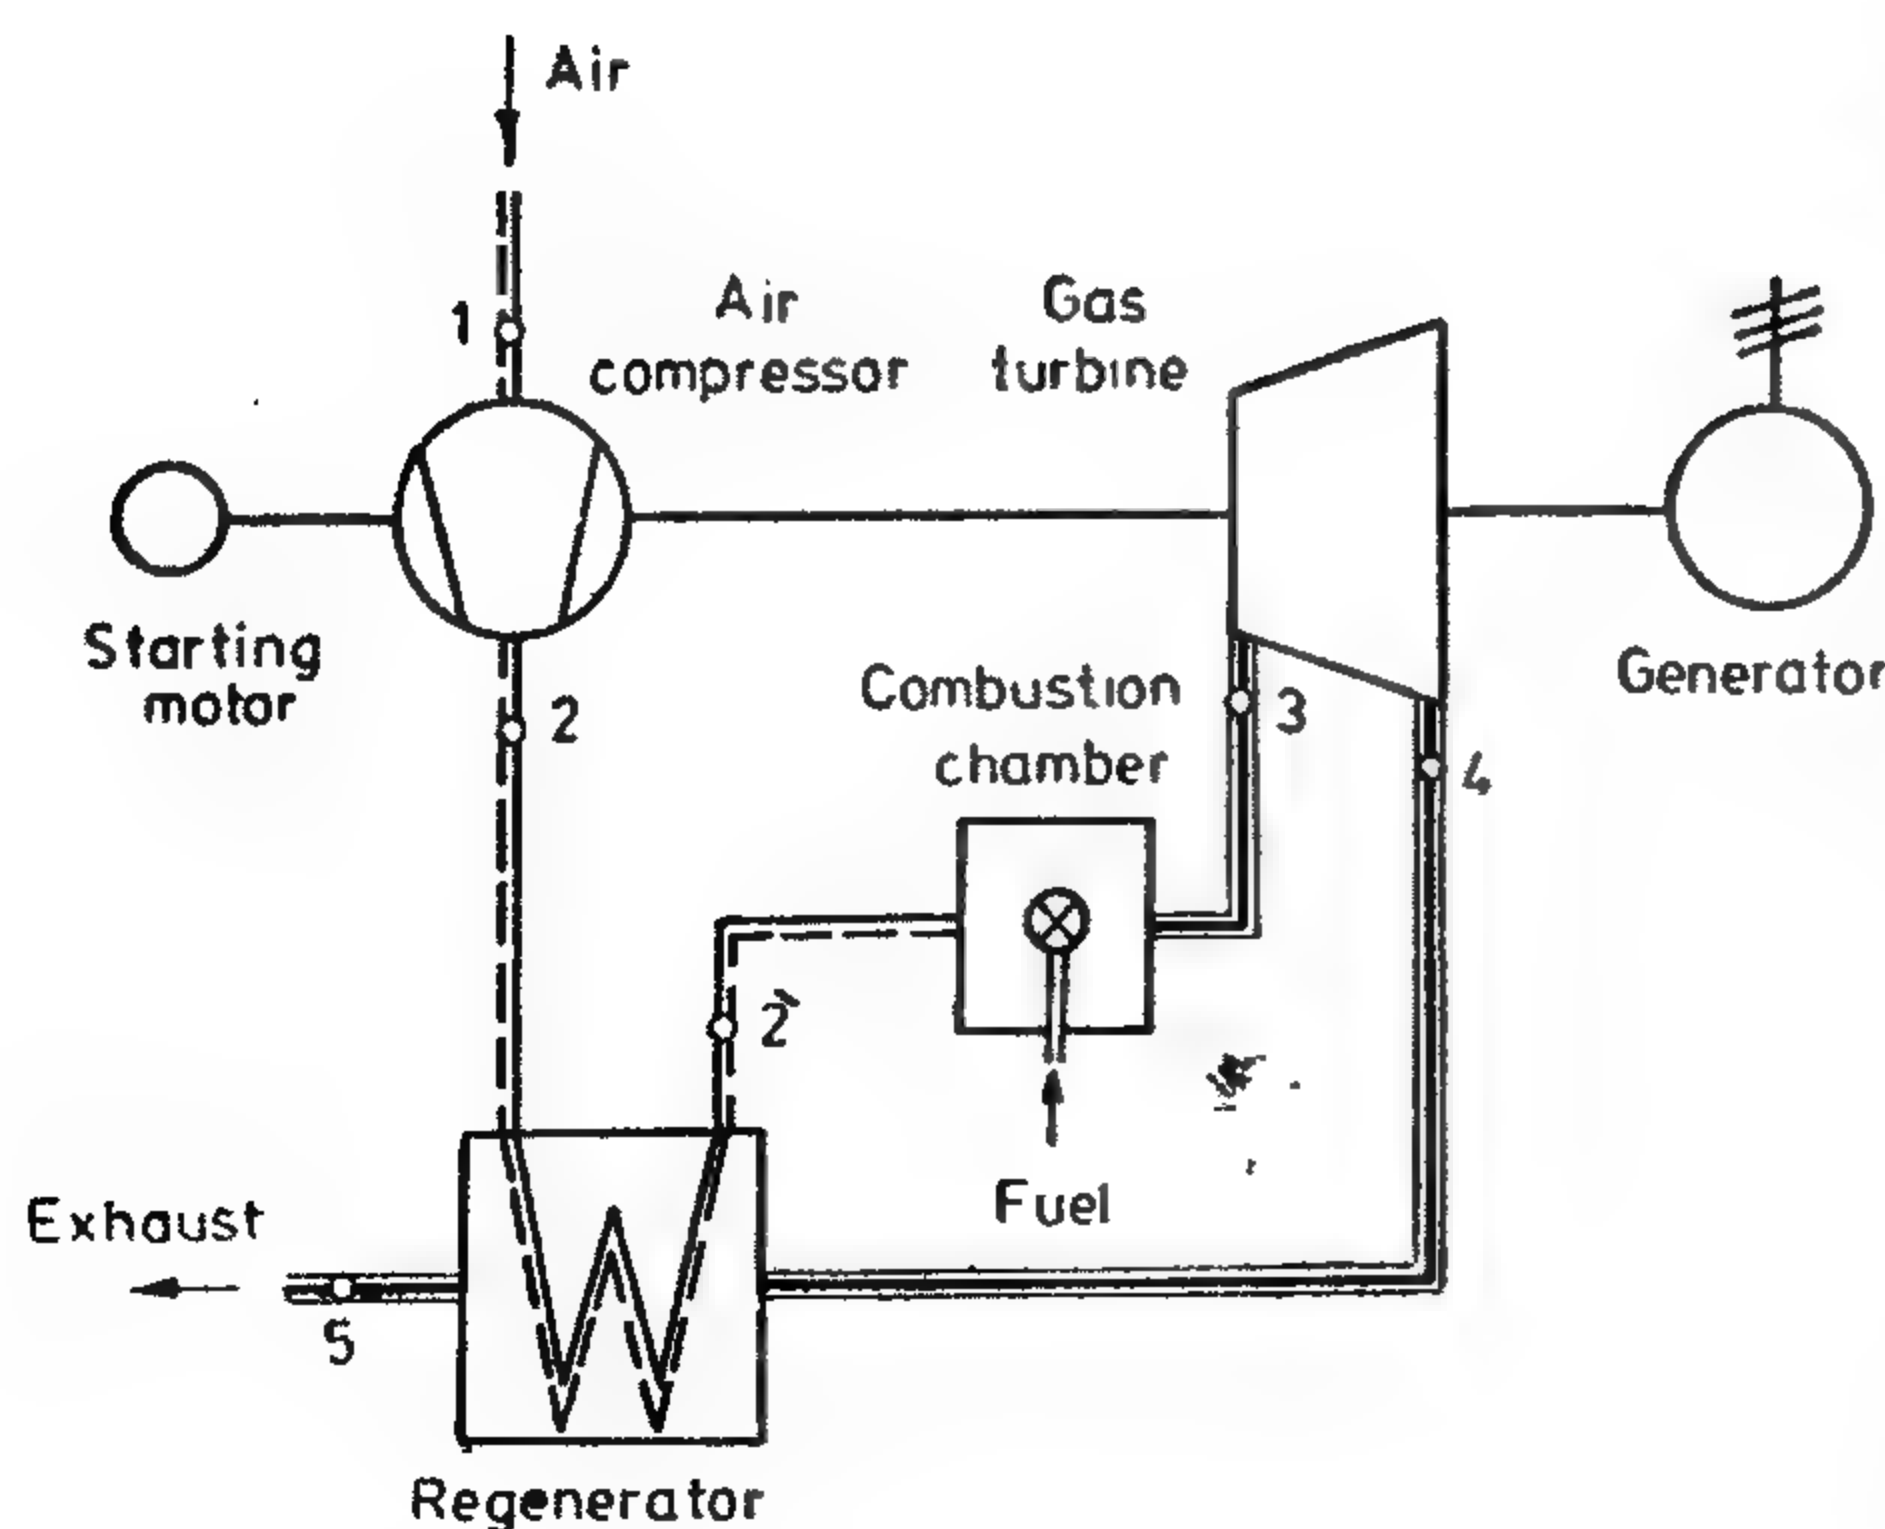 Air
1
Air
compressor
Gas
turbine
Starting
motor
2
Combustion
chamber
3
4
Generator
2'
Fuel
Exhaust
5
Regenerator